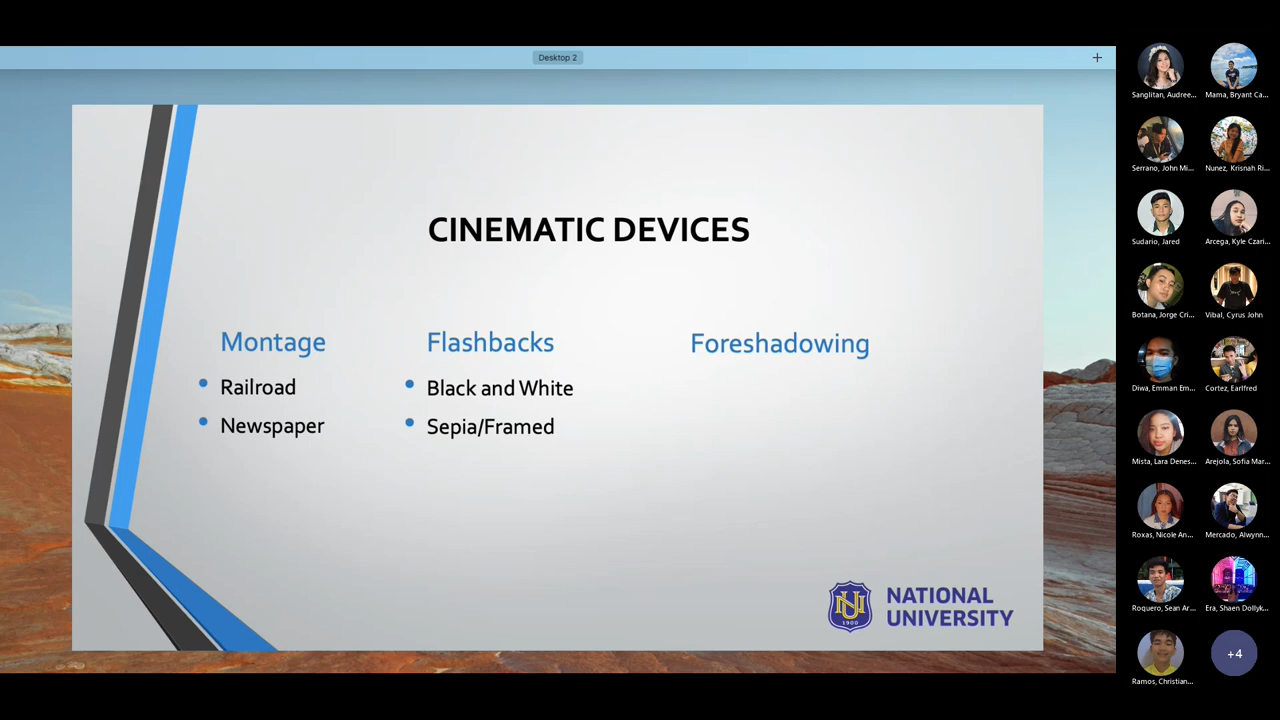 Desktop 2
+
CINEMATIC DEVICES
Montage
Railroad
Newspaper
Flashbacks
Black and White
Sepia/Framed
Foreshadowing
NU
1900
NATIONAL
UNIVERSITY
Sanglitan, Audree...
Mama, Bryant Ca...
Serrano, John Mi...
Nunez, Krisnah Ri...
Sudario, Jared
Arcega, Kyle Czari...
Botana, Jorge Cri...
Vibal, Cyrus John
Diwa, Emman Em...
Cortez, Earlfred
Mista, Lara Denes...
Arejola, Sofia Mar...
Roxas, Nicole An...
Mercado, Alwynn...
Roquero, Sean Ar...
Era, Shaen Dollyk...
Ramos, Christian...
+4